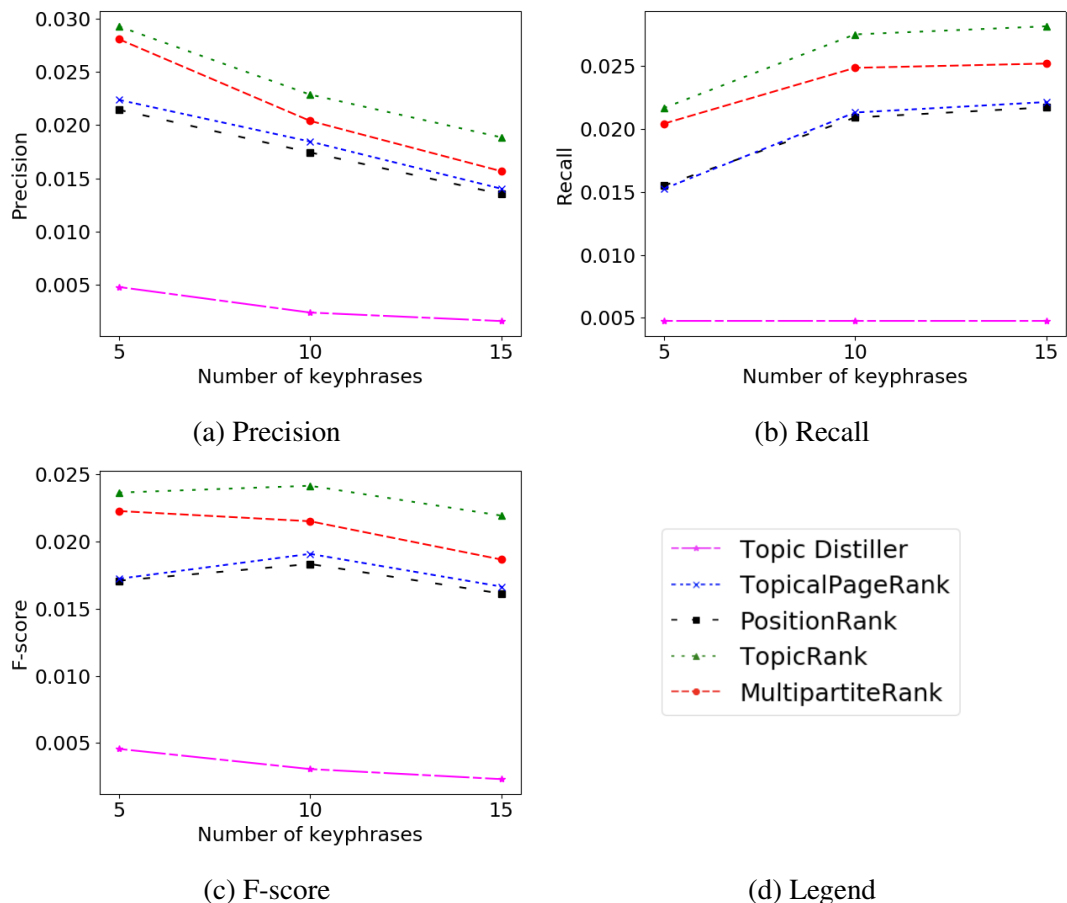 0.030
0.025
0.020
0.015
0.010
0.005
Precision
5
10
15
Number of keyphrases
(a) Precision
0.025
0.020
0.015
0.010
0.005
Recall
5
10
15
Number of keyphrases
(b) Recall
0.025
0.020
0.015
0.010
0.005
F-score
5
10
15
Number of keyphrases
(c) F-score
Topic Distiller
TopicalPageRank
PositionRank
TopicRank
MultipartiteRank
(d) Legend